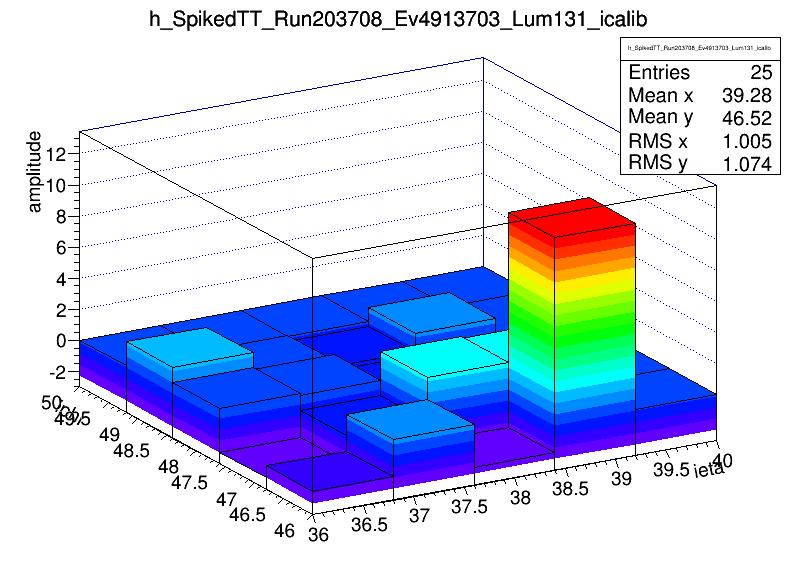 h_SpikedTT_Run203708_Ev4913703_Lum131_icalib
h_SpikedTT_Run203708_Ev4913703_Lum131_icalib
Entries 25
Mean x 39.28
Mean y 46.52
RMS x 1.005
RMS y 1.074
amplitude
12
10
8
6
4
2
0
-2
50
49.5
49
48.5
48
47.5
47
46.5
46
36
36.5
37
37.5
38
38.5
39
39.5
40
ieta